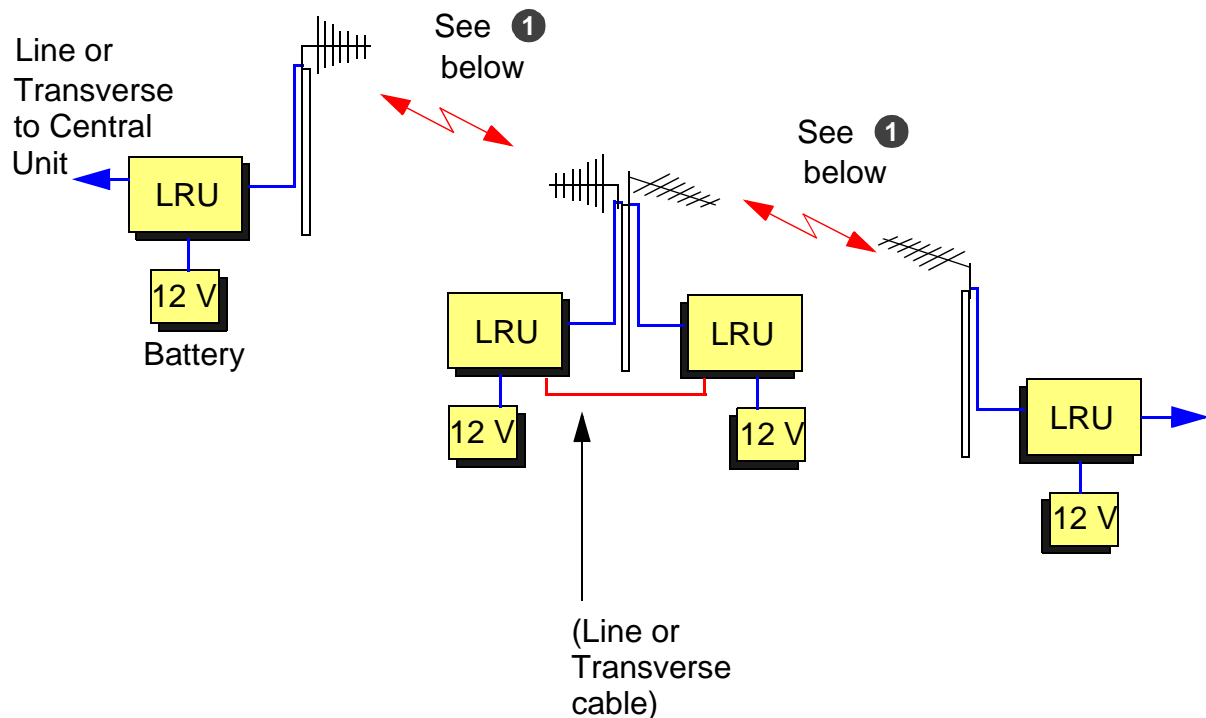 Line or
Transverse
to Central
Unit
LRU
12 V
Battery
See 1
below
See 1
below
LRU
LRU
12 V
12 V
LRU
12 V
(Line or
Transverse
cable)